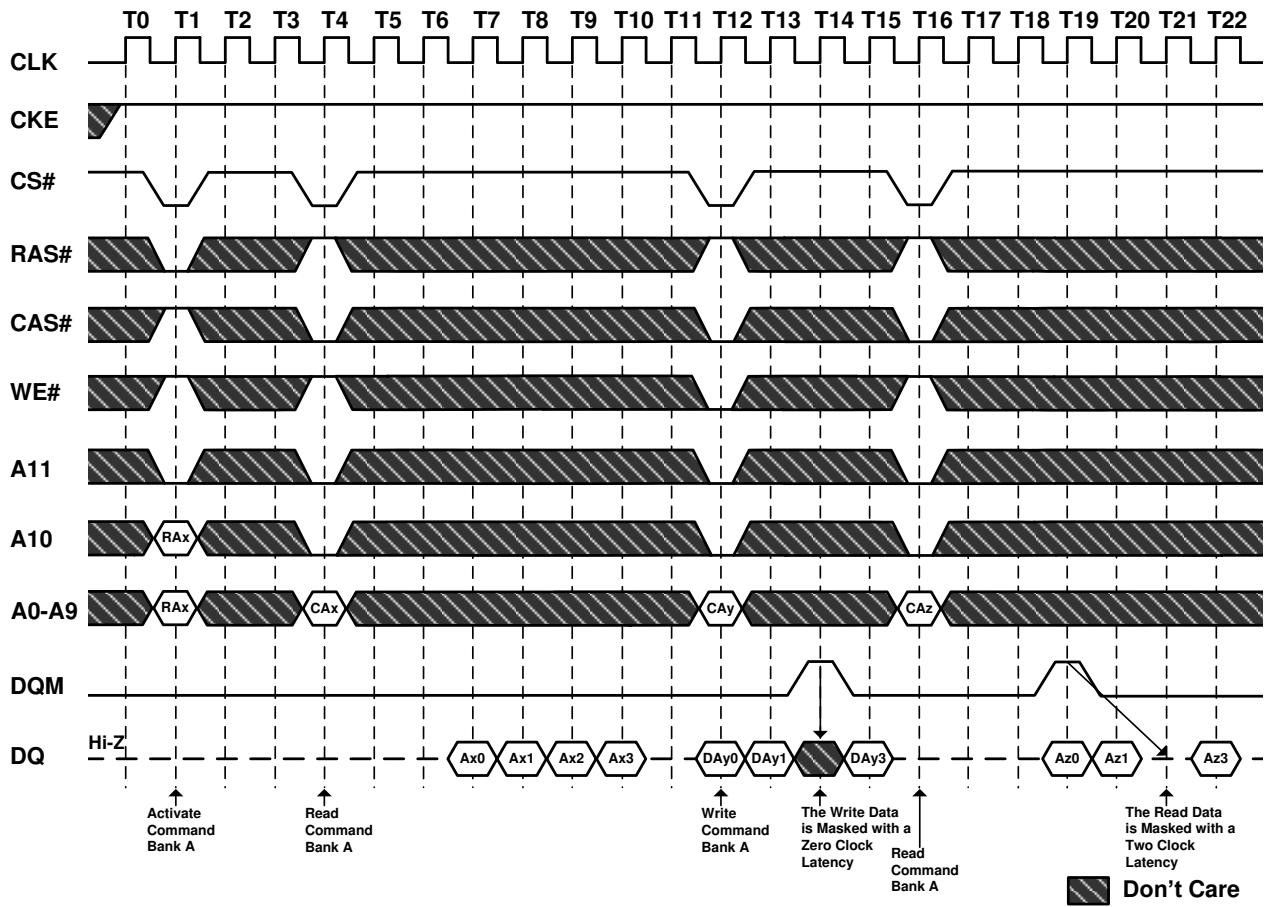 T0 T1 T2 T3 T4 T5 T6 T7 T8 T9 T10 T11 T12 T13 T14 T15 T16 T17 T18 T19 T20 T21 T22
CLK
CKE
CS#
RAS#
CAS#
WE#
A11
A10 RAx
A0-A9 RAx CAx CAy CAz
DQM
DQ Hi-Z Ax0 Ax1 Ax2 Ax3 DAy0 DAy1 DAy3 Az0 Az1 Az3
Activate
Command
Bank A
Read
Command
Bank A
Write
Command
Bank A
The Write Data
is Masked with a
Zero Clock
Latency
Read
Command
Bank A
The Read Data
is Masked with a
Two Clock
Latency
Don't Care